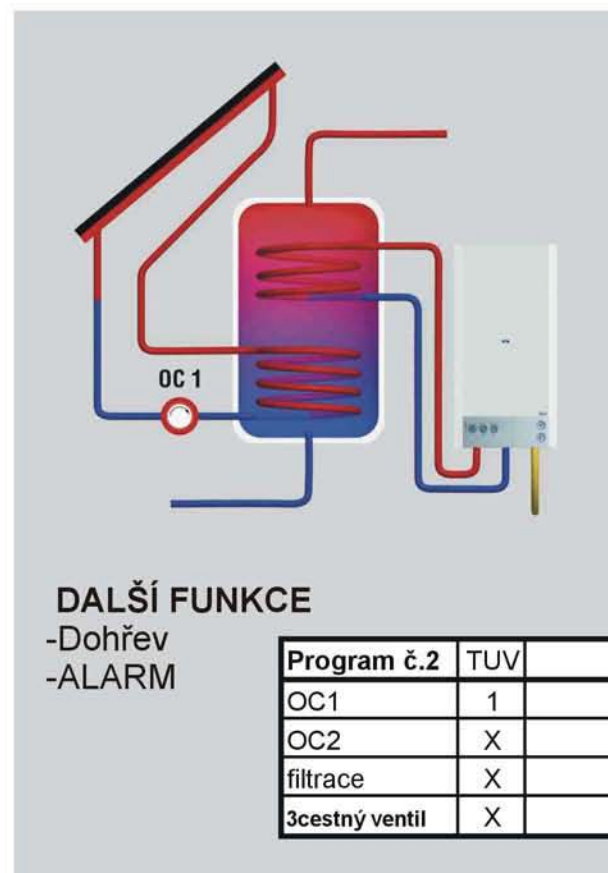 OC 1
DALŠÍ FUNKCE
-Dohřev
-ALARM
Program č.2 TUV
OC1 1
OC2 X
filtrace X
3cestný ventil X